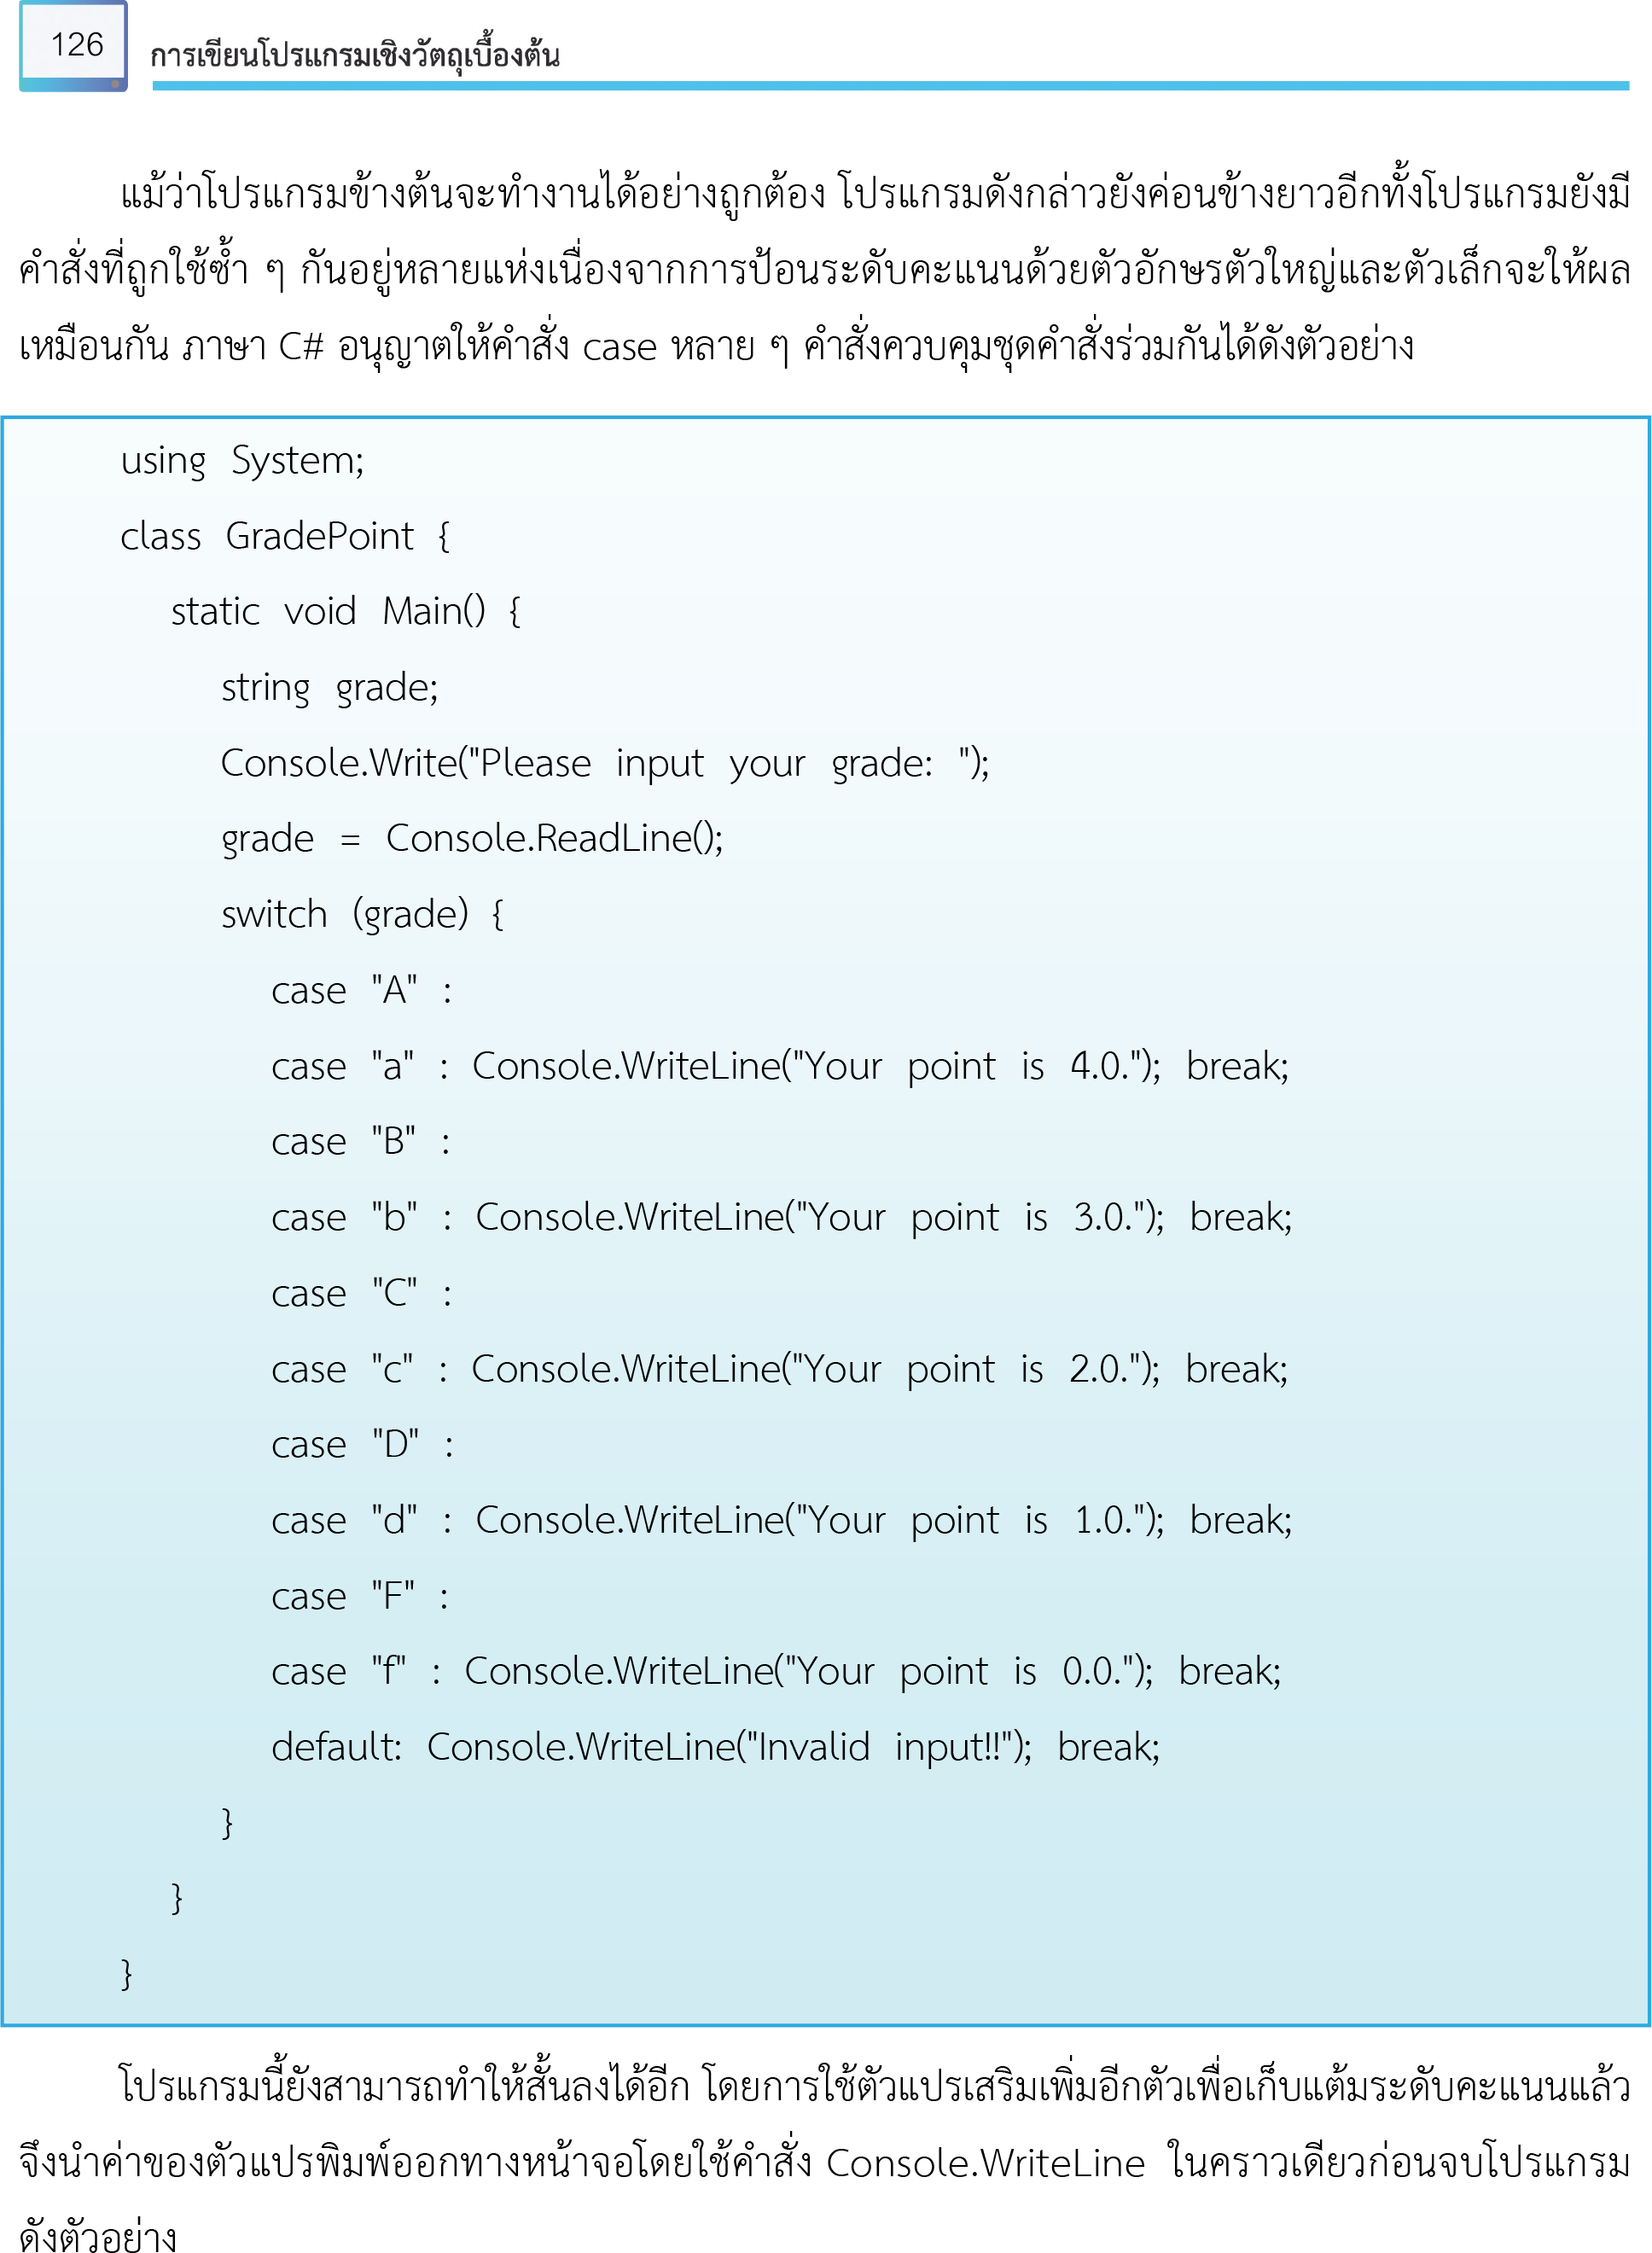 126
การเขียนโปรแกรมเชิงวัตถุเบื้องต้น
แม้ว่าโปรแกรมข้างต้นจะทำงานได้อย่างถูกต้อง โปรแกรมดังกล่าวยังค่อนข้างยาวอีกทั้งโปรแกรมยังมี
คำสั่งที่ถูกใช้ซ้ำ ๆ กันอยู่หลายแห่งเนื่องจากการป้อนระดับคะแนนด้วยตัวอักษรตัวใหญ่และตัวเล็กจะให้ผล
เหมือนกัน ภาษา C# อนุญาตให้คำสั่ง case หลาย ๆ คำสั่งควบคุมชุดคำสั่งร่วมกันได้ดังตัวอย่าง
using System;
class GradePoint {
static void Main() {
string grade;
Console.Write("Please input your grade: ");
grade = Console.ReadLine();
switch (grade) {
case "A" :
case "a" : Console.WriteLine("Your point is 4.0."); break;
case "B" :
case "b" : Console.WriteLine("Your point is 3.0."); break;
case "C" :
case "c" : Console.WriteLine("Your point is 2.0."); break;
case "D" :
case "d" : Console.WriteLine("Your point is 1.0."); break;
case "F" :
case "f" : Console.WriteLine("Your point is 0.0."); break;
default: Console.WriteLine("Invalid input!!"); break;
}
}
}
โปรแกรมนี้ยังสามารถทำให้สั้นลงได้อีก โดยการใช้ตัวแปรเสริมเพิ่มอีกตัวเพื่อเก็บแต้มระดับคะแนนแล้ว
จึงนำค่าของตัวแปรพิมพ์ออกทางหน้าจอโดยใช้คำสั่ง Console.WriteLine ในคราวเดียวก่อนจบโปรแกรม
ดังตัวอย่าง